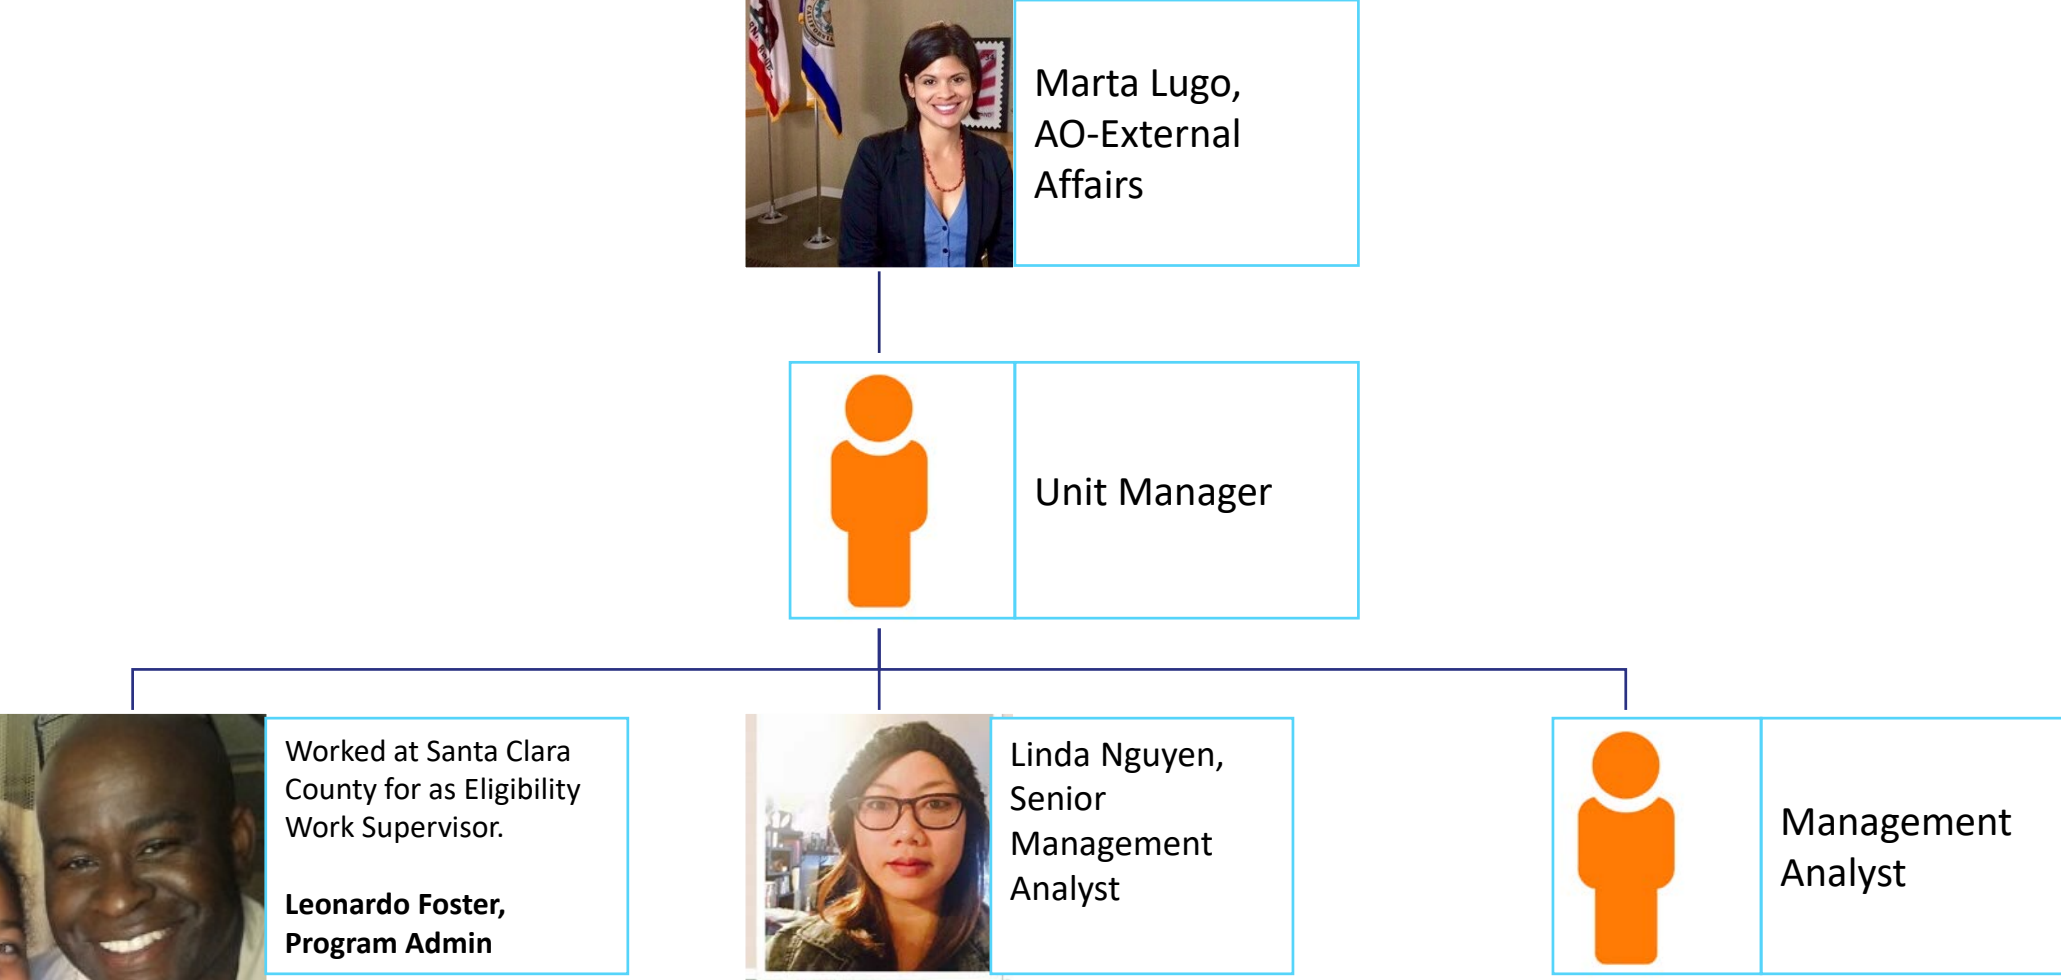 Marta Lugo,
AO-External
Affairs
Unit Manager
Worked at Santa Clara
County for as Eligibility
Work Supervisor.
Leonardo Foster,
Program Admin
Linda Nguyen,
Senior
Management
Analyst
Management
Analyst